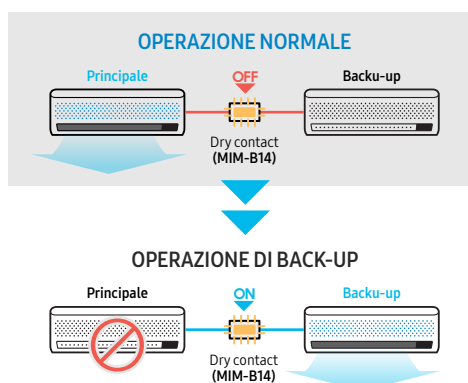 OPERAZIONE NORMALE
Principale OFF Backu-up
Dry contact
(MIM-B14)
OPERAZIONE DI BACK-UP
Principale ON Backu-up
Dry contact
(MIM-B14)